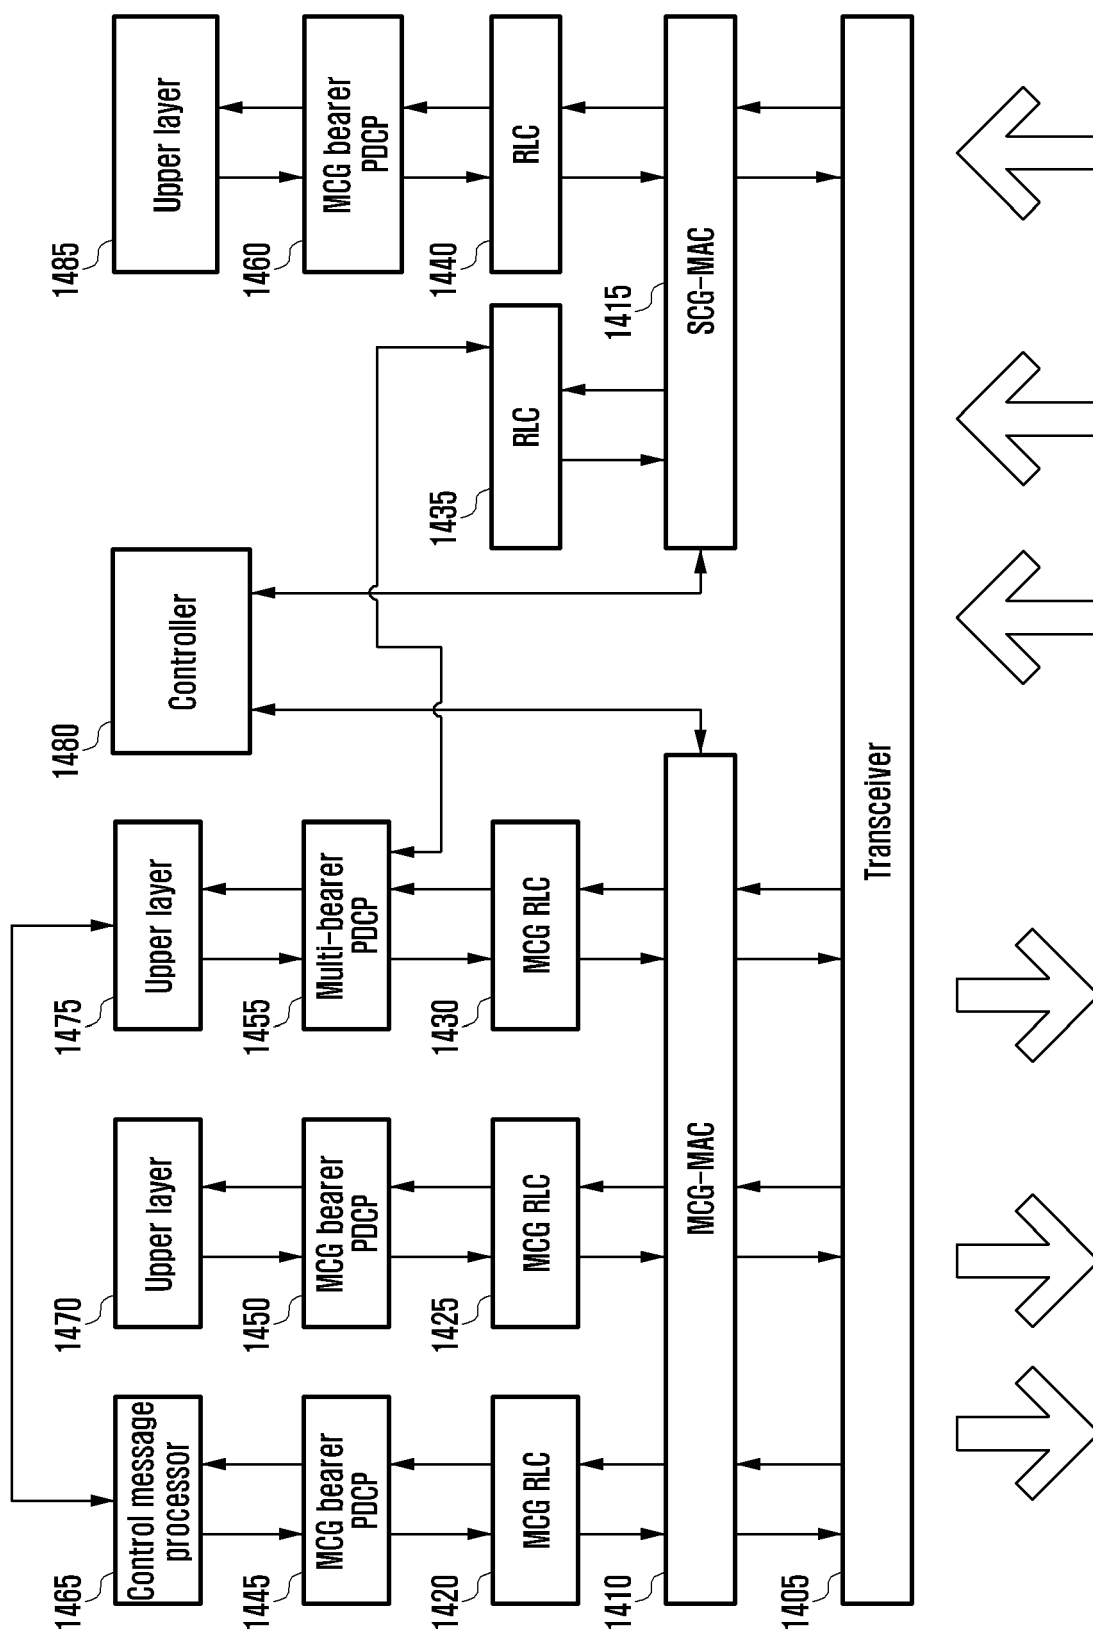 1465
Control message
processor
1470
Upper layer
1475
Upper layer
1480
Controller
1485
Upper layer
1445
MCG bearer
PDCP
1450
MCG bearer
PDCP
1455
Multi-bearer
PDCP
1460
MCG bearer
PDCP
1420
MCG RLC
1425
MCG RLC
1430
MCG RLC
1435
RLC
1440
RLC
1410
MCG-MAC
1415
SCG-MAC
1405
Transceiver